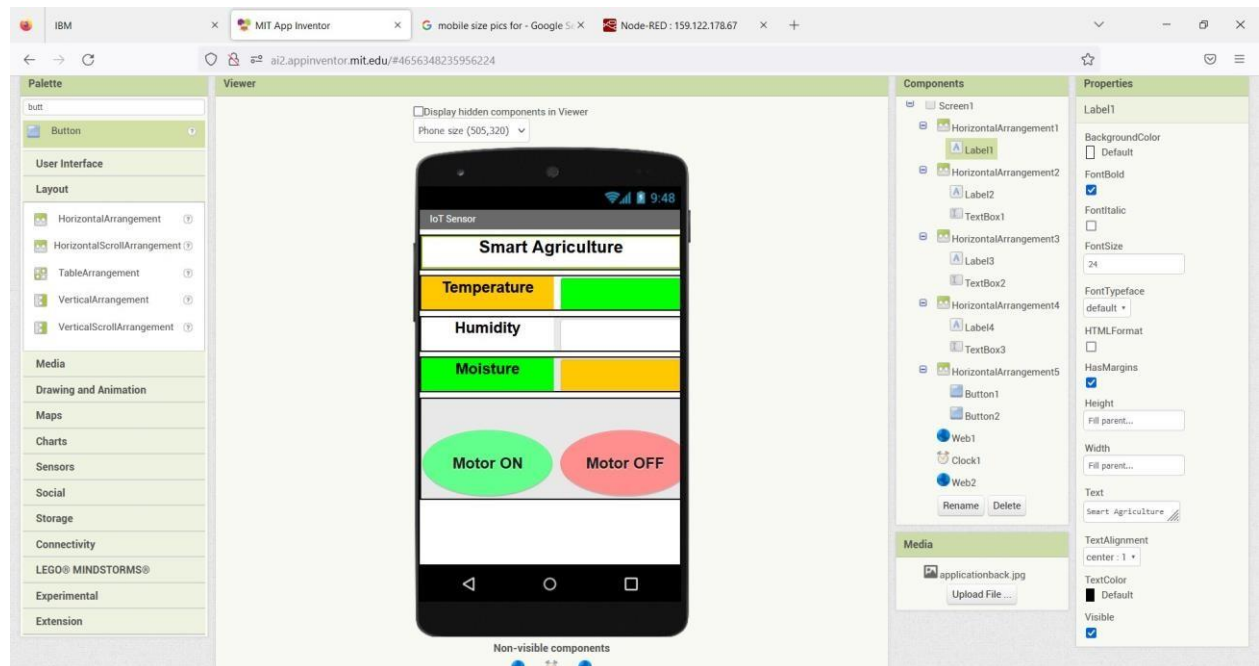 IBM
MIT App Inventor
mobile size pics for - Google Se
Node-RED : 159.122.178.67
ai2.appinventor.mit.edu/#4656348235956224
Palette
butt
Button
User Interface
Layout
HorizontalArrangement
HorizontalScrollArrangement
TableArrangement
VerticalArrangement
VerticalScrollArrangement
Media
Drawing and Animation
Maps
Charts
Sensors
Social
Storage
Connectivity
LEGO® MINDSTORMS®
Experimental
Extension
Viewer
Display hidden components in Viewer
Phone size (505,320)
9:48
IoT Sensor
Smart Agriculture
Temperature
Humidity
Moisture
Motor ON Motor OFF
Non-visible components
Components
Screen1
HorizontalArrangement1
Label1
HorizontalArrangement2
Label2
TextBox1
HorizontalArrangement3
Label3
TextBox2
HorizontalArrangement4
Label4
TextBox3
HorizontalArrangement5
Button1
Button2
Web1
Clock1
Web2
Rename Delete
Media
applicationback.jpg
Upload File ...
Properties
Label1
BackgroundColor
Default
FontBold
FontItalic
FontSize
24
FontTypeface
default
HTMLFormat
HasMargins
Height
Fill parent...
Width
Fill parent...
Text
Smart Agriculture
TextAlignment
center : 1
TextColor
Default
Visible